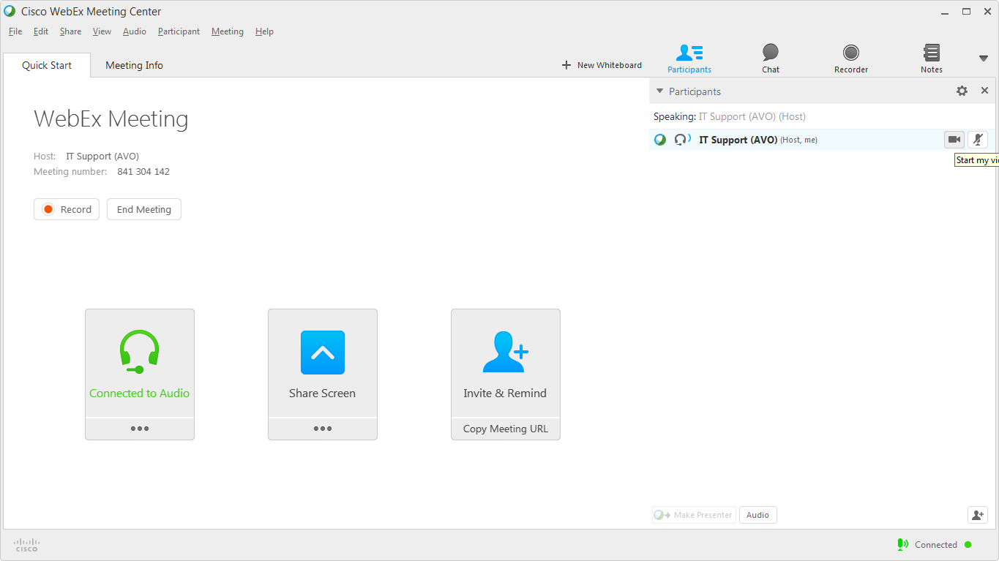 Cisco WebEx Meeting Center
File Edit Share View Audio Participant Meeting Help
Quick Start Meeting Info New Whiteboard Participants Chat Recorder Notes
Participants
Speaking: IT Support (AVO) (Host)
IT Support (AVO) (Host, me)
Start my vi
WebEx Meeting
Host: IT Support (AVO)
Meeting number: 841 304 142
Record End Meeting
Connected to Audio Share Screen Invite & Remind
Copy Meeting URL
Make Presenter Audio
CISCO Connected